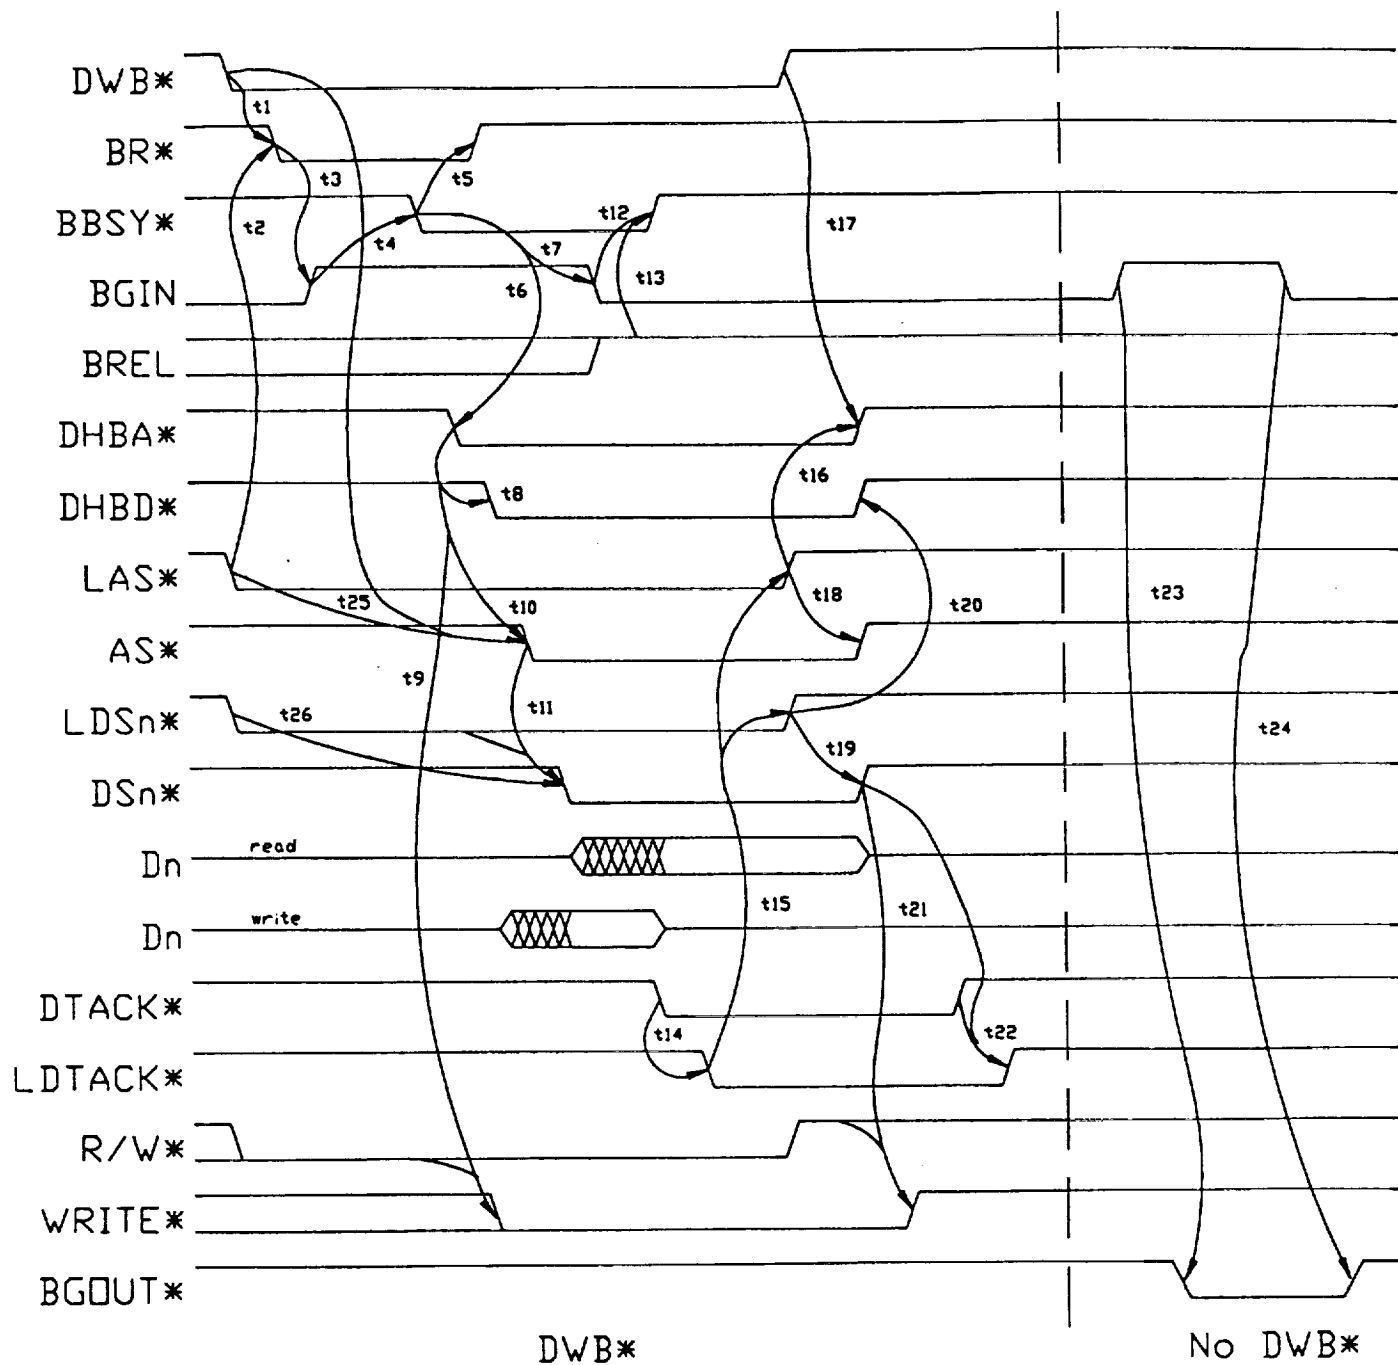 DWB*
t1
BR*
t3
t5
BBSY*
t2
t4
t12
t17
t7
BGIN
t6
t13
BREL
DHBA*
t16
DHBD*
t8
LAS*
t25
t10
t18
t20
t23
AS*
t9
LDSn*
t26
t11
t19
t24
DSn*
Dn
read
t15
t21
Dn
write
DTACK*
t14
t22
LDTACK*
R/W*
WRITE*
BGOUT*
DWB*
No DWB*